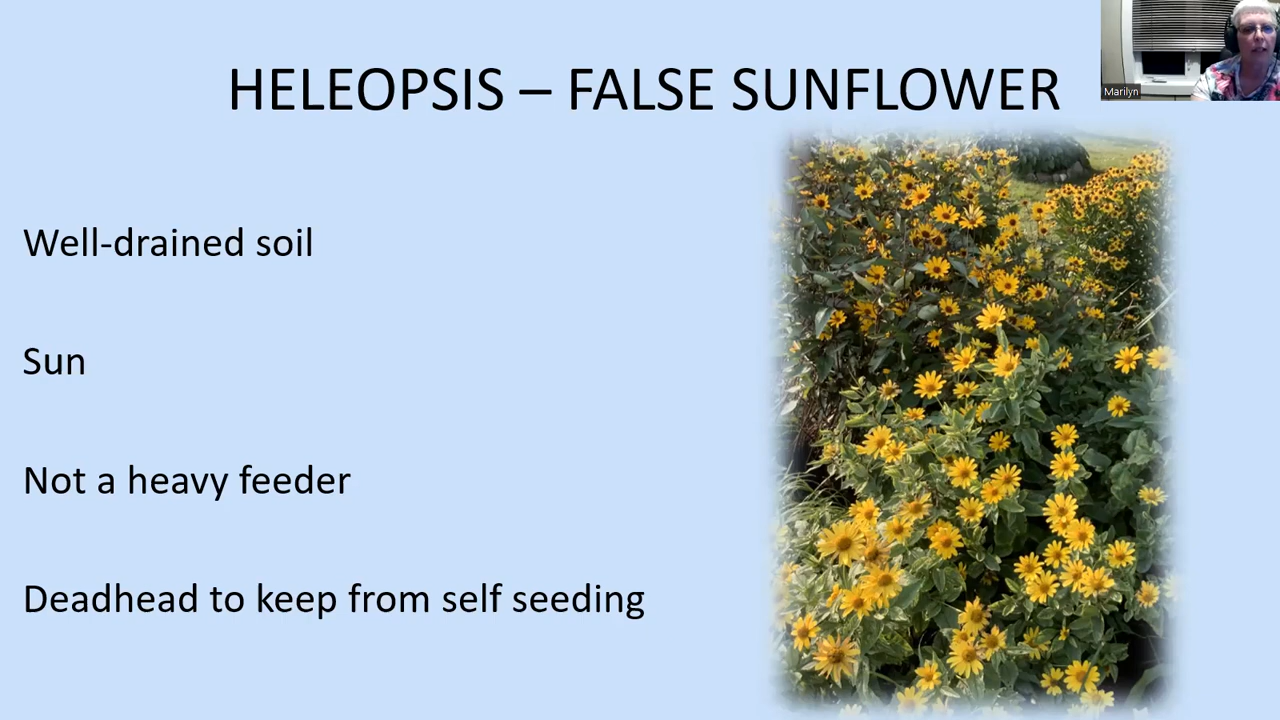 HELEOPSIS – FALSE SUNFLOWER
Marilyn
Well-drained soil
Sun
Not a heavy feeder
Deadhead to keep from self seeding